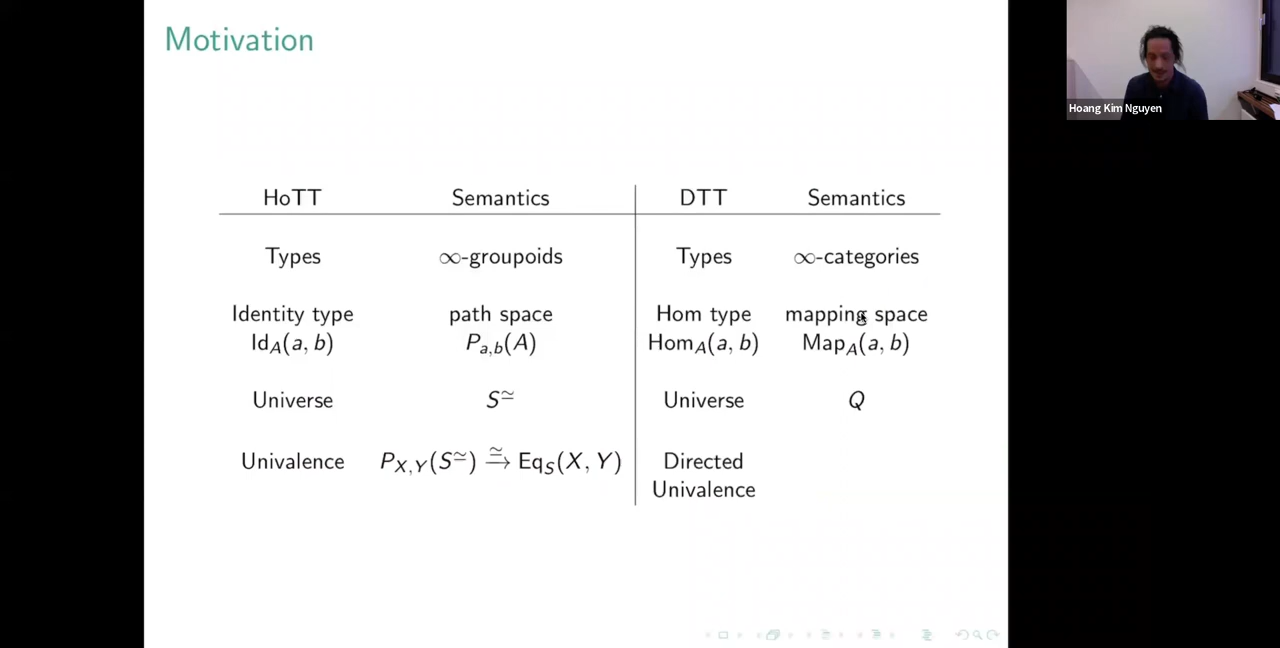 Motivation
Hoang Kim Nguyen
HoTT Semantics DTT Semantics
Types ∞-groupoids Types ∞-categories
Identity type path space Hom type mapping space
Id_A(a, b) P_{a,b}(A) Hom_A(a, b) Map_A(a, b)
Universe S^≃ Universe Q
Univalence P_{X,Y}(S^≃) →^≃ Eq_S(X, Y) Directed
Univalence